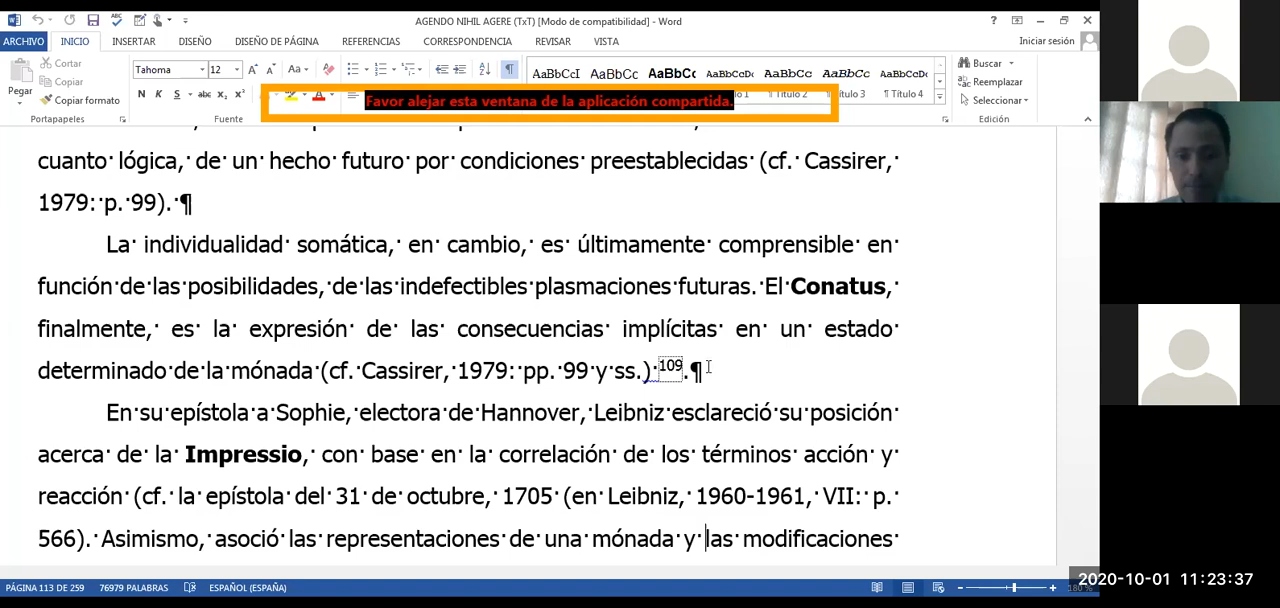 AGENDO NIHIL AGERE (TxT) [Modo de compatibilidad] - Word
ARCHIVO INICIO INSERTAR DISEÑO DISEÑO DE PÁGINA REFERENCIAS CORRESPONDENCIA REVISAR VISTA Iniciar sesión
Cortar
Copiar
Copiar formato
Pegar
Portapapeles
Tahoma 12
Fuente
AaBbCcI AaBbCc AaBbCc AaBbCcDc AaBbCc AaBbCc AaBbCcDc
Título 2 Título 3 Título 4
Buscar
Reemplazar
Seleccionar
Edición
Favor alejar esta ventana de la aplicación compartida.
cuanto lógica, de un hecho futuro por condiciones preestablecidas (cf. Cassirer,
1979: p. 99). ¶
La individualidad somática, en cambio, es últimamente comprensible en
función de las posibilidades, de las indefectibles plasmaciones futuras. El Conatus,
finalmente, es la expresión de las consecuencias implícitas en un estado
determinado de la mónada (cf. Cassirer, 1979: pp. 99 y ss.) 109.¶
En su epístola a Sophie, electora de Hannover, Leibniz esclareció su posición
acerca de la Impressio, con base en la correlación de los términos acción y
reacción (cf. la epístola del 31 de octubre, 1705 (en Leibniz, 1960-1961, VII: p.
566). Asimismo, asoció las representaciones de una mónada y las modificaciones
PÁGINA 113 DE 259 76979 PALABRAS ESPAÑOL (ESPAÑA) 180 %
2020-10-01 11:23:37